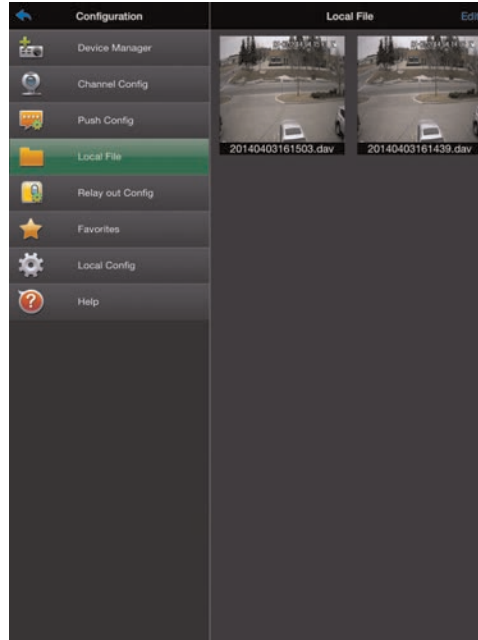 Configuration
Device Manager
Channel Config
Push Config
Local File
Relay out Config
Favorites
Local Config
Help
Local File
Edit
20140403161503.dav
20140403161439.dav